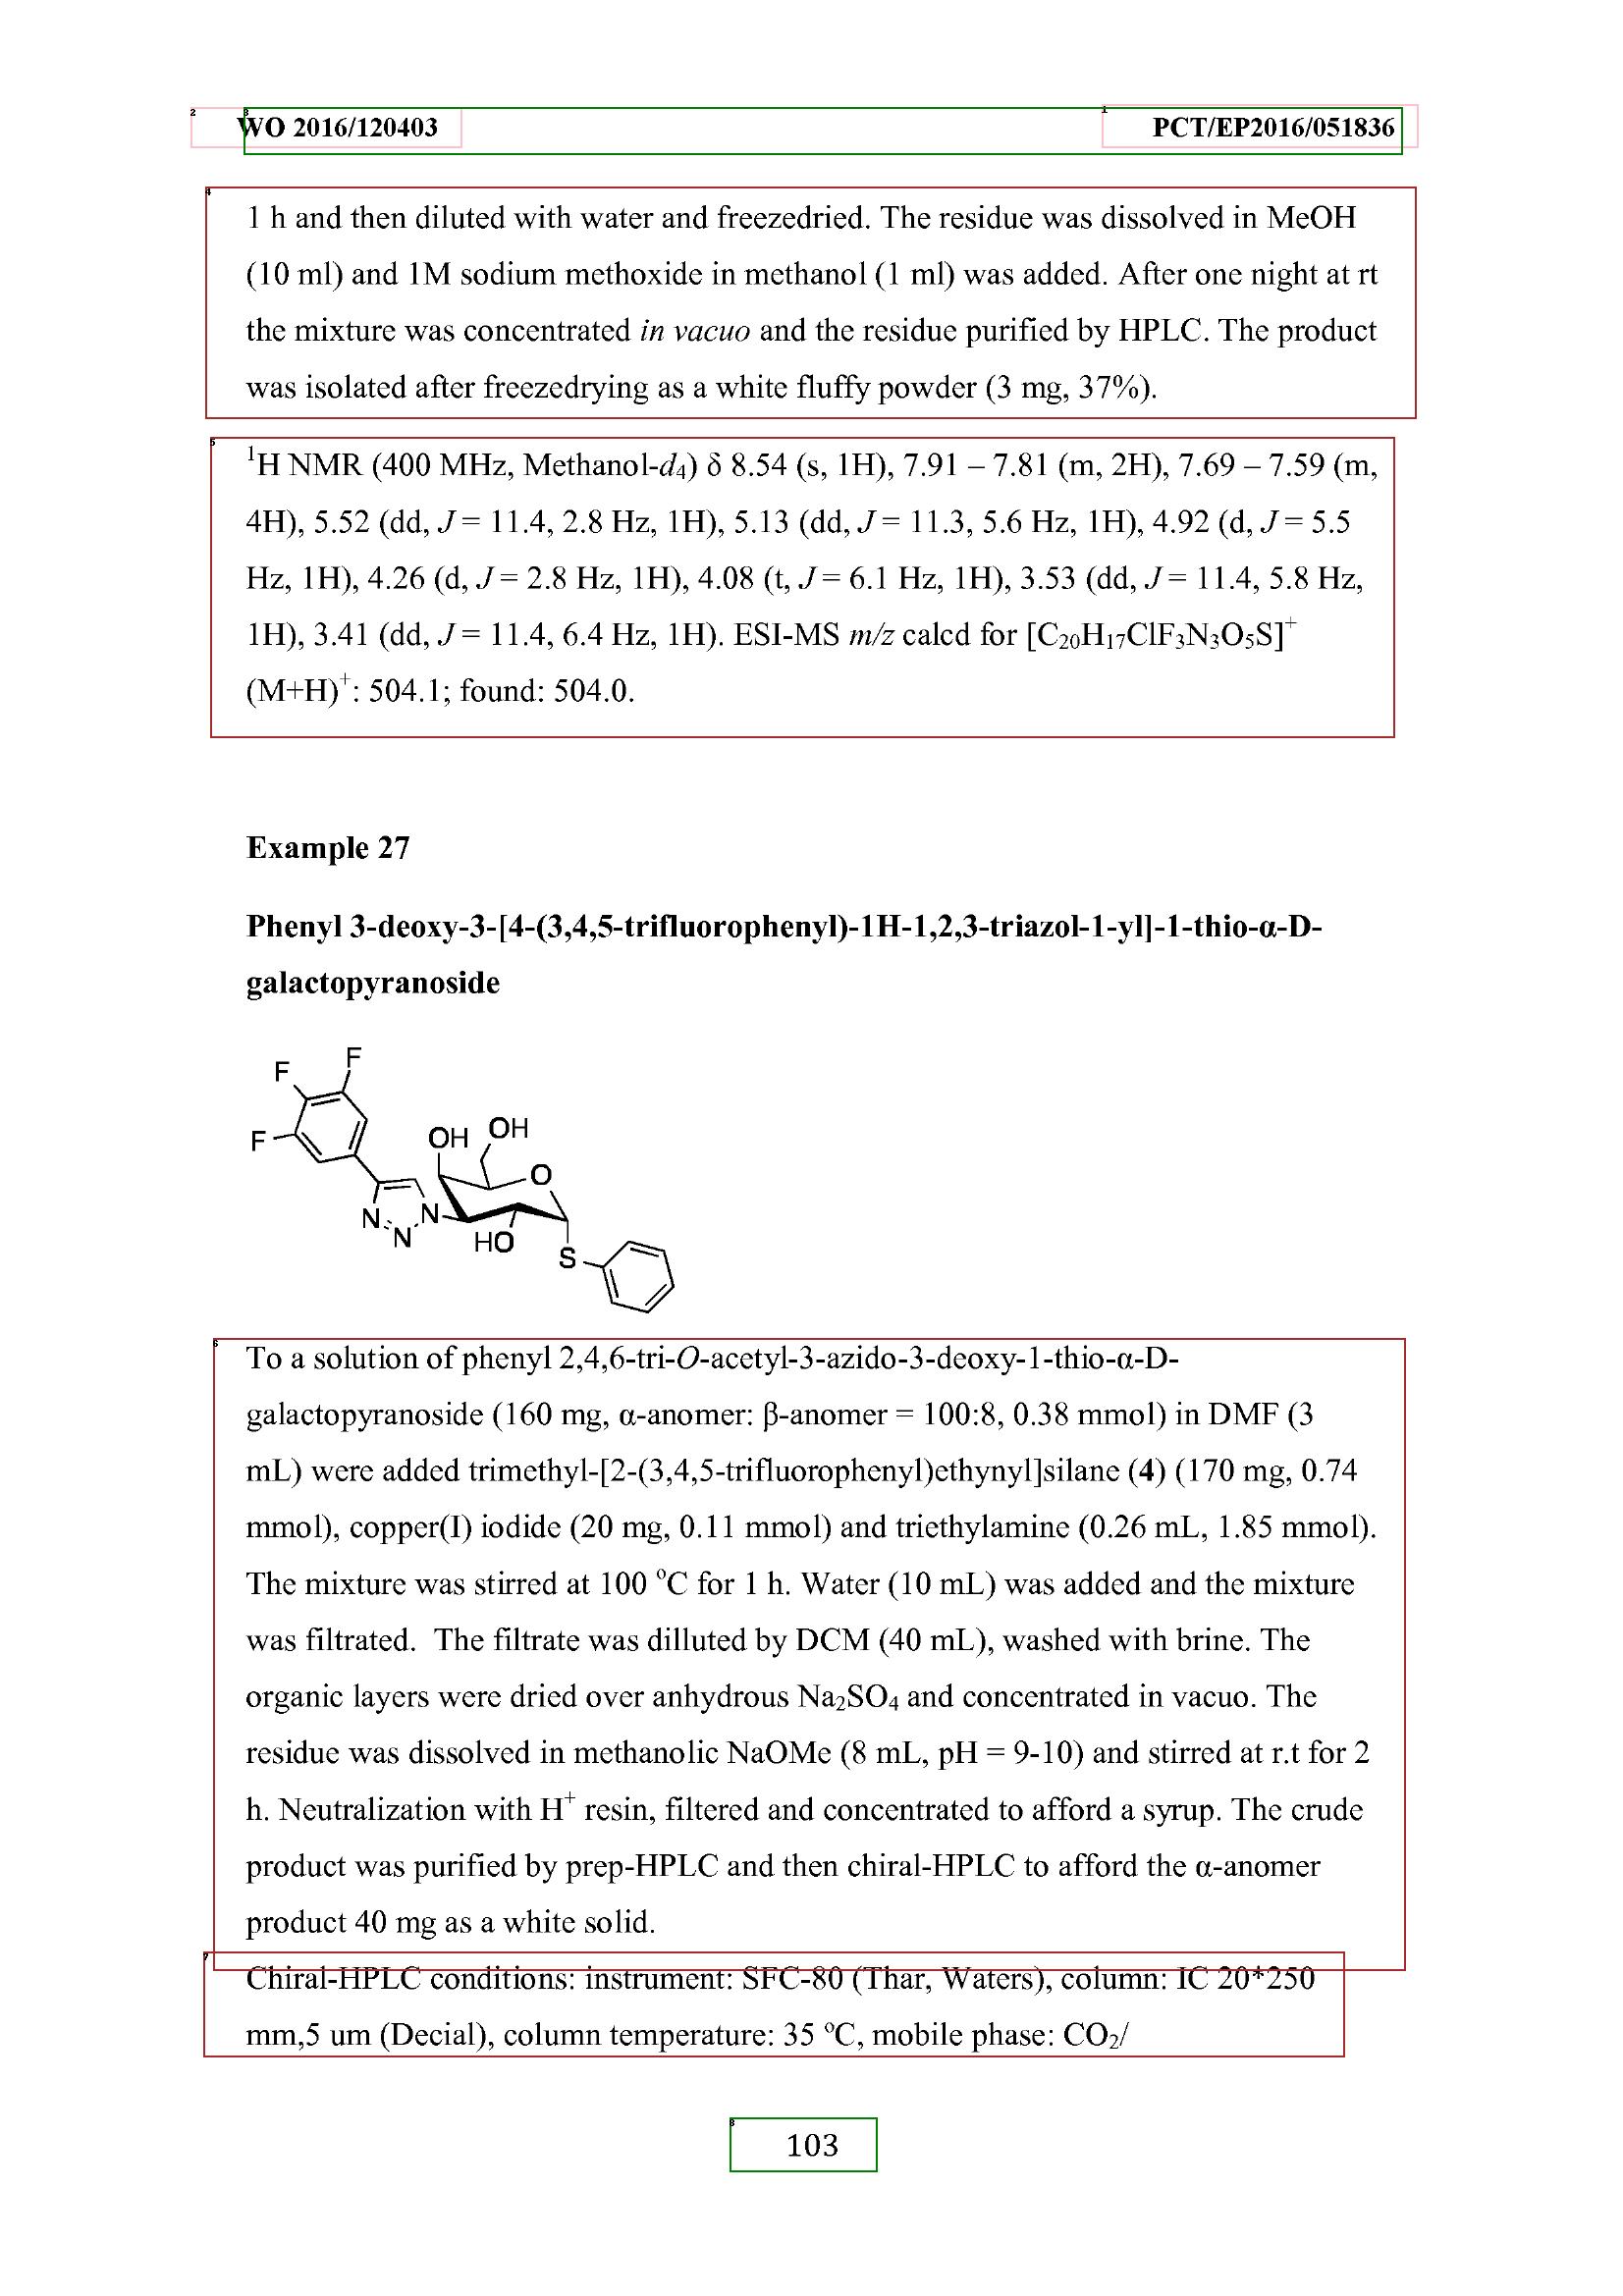 WO 2016/120403 PCT/EP2016/051836
1 h and then diluted with water and freezedried. The residue was dissolved in MeOH
(10 ml) and 1M sodium methoxide in methanol (1 ml) was added. After one night at rt
the mixture was concentrated in vacuo and the residue purified by HPLC. The product
was isolated after freezedrying as a white fluffy powder (3 mg, 37%).
¹H NMR (400 MHz, Methanol-d₄) δ 8.54 (s, 1H), 7.91 – 7.81 (m, 2H), 7.69 – 7.59 (m,
4H), 5.52 (dd, J = 11.4, 2.8 Hz, 1H), 5.13 (dd, J = 11.3, 5.6 Hz, 1H), 4.92 (d, J = 5.5
Hz, 1H), 4.26 (d, J = 2.8 Hz, 1H), 4.08 (t, J = 6.1 Hz, 1H), 3.53 (dd, J = 11.4, 5.8 Hz,
1H), 3.41 (dd, J = 11.4, 6.4 Hz, 1H). ESI-MS m/z calcd for [C₂₀H₁₇ClF₃N₃O₅S]⁺
(M+H)⁺: 504.1; found: 504.0.
Example 27
Phenyl 3-deoxy-3-[4-(3,4,5-trifluorophenyl)-1H-1,2,3-triazol-1-yl]-1-thio-α-D-
galactopyranoside
F
F
F
OH
OH
O
N
N
N
HO
S
To a solution of phenyl 2,4,6-tri-O-acetyl-3-azido-3-deoxy-1-thio-α-D-
galactopyranoside (160 mg, α-anomer: β-anomer = 100:8, 0.38 mmol) in DMF (3
mL) were added trimethyl-[2-(3,4,5-trifluorophenyl)ethynyl]silane (4) (170 mg, 0.74
mmol), copper(I) iodide (20 mg, 0.11 mmol) and triethylamine (0.26 mL, 1.85 mmol).
The mixture was stirred at 100 °C for 1 h. Water (10 mL) was added and the mixture
was filtrated. The filtrate was dilluted by DCM (40 mL), washed with brine. The
organic layers were dried over anhydrous Na₂SO₄ and concentrated in vacuo. The
residue was dissolved in methanolic NaOMe (8 mL, pH = 9-10) and stirred at r.t for 2
h. Neutralization with H⁺ resin, filtered and concentrated to afford a syrup. The crude
product was purified by prep-HPLC and then chiral-HPLC to afford the α-anomer
product 40 mg as a white solid.
Chiral-HPLC conditions: instrument: SFC-80 (Thar, Waters), column: IC 20*250
mm,5 um (Decial), column temperature: 35 °C, mobile phase: CO₂/
103